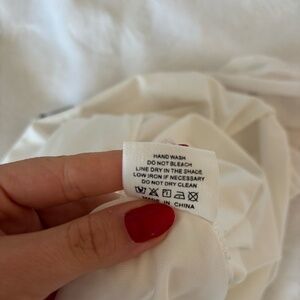 HAND WASH
DO NOT BLEACH
LINE DRY IN THE SHADE
LOW IRON IF NECESSARY
DO NOT DRY CLEAN
MADE IN CHINA